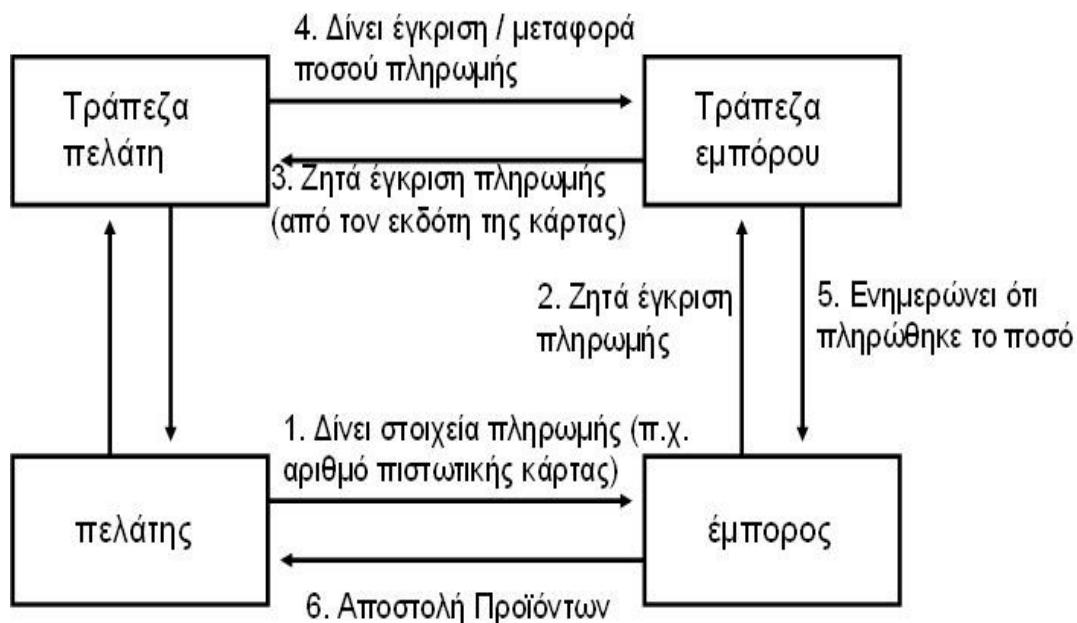 4. Δίνει έγκριση / μεταφορά
ποσού πληρωμής
Τράπεζα
πελάτη
Τράπεζα
εμπόρου
3. Ζητά έγκριση πληρωμής
(από τον εκδότη της κάρτας)
2. Ζητά έγκριση
πληρωμής
5. Ενημερώνει ότι
πληρώθηκε το ποσό
1. Δίνει στοιχεία πληρωμής (π.χ.
αριθμό πιστωτικής κάρτας)
πελάτης
έμπορος
6. Αποστολή Προϊόντων